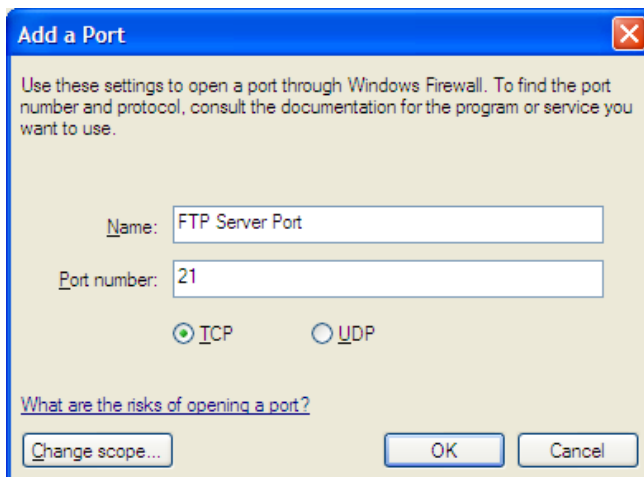 Add a Port
Use these settings to open a port through Windows Firewall. To find the port
number and protocol, consult the documentation for the program or service you
want to use.
Name: FTP Server Port
Port number: 21
TCP UDP
What are the risks of opening a port?
Change scope... OK Cancel